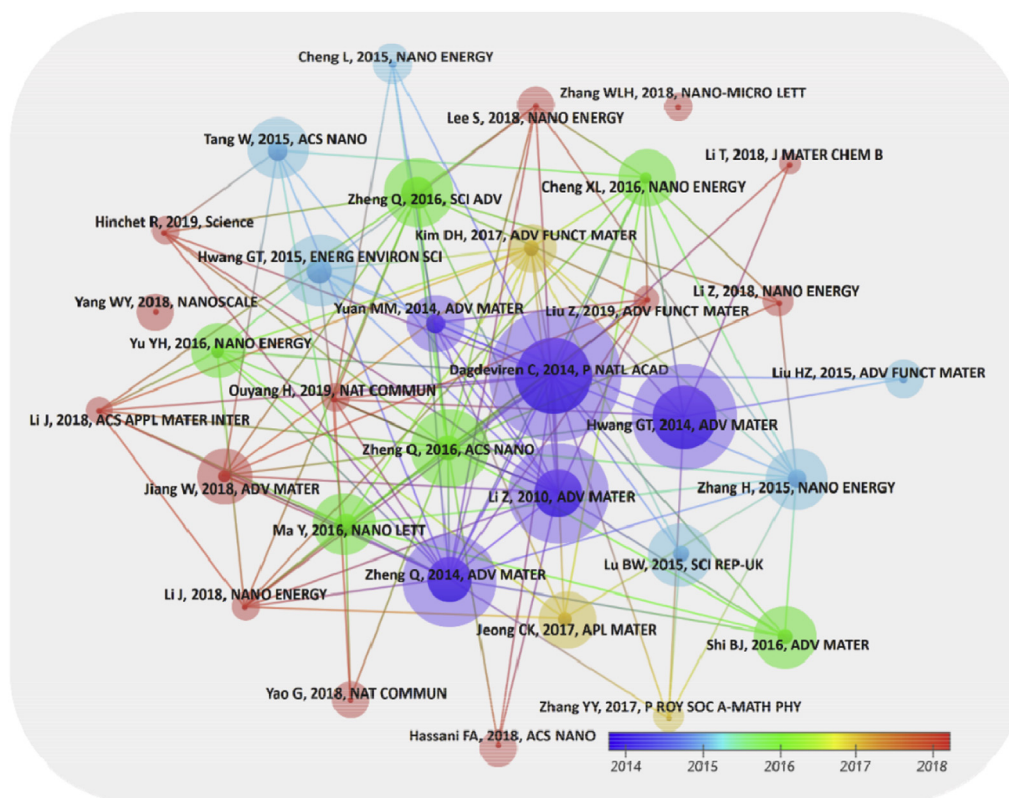 Cheng L, 2015, NANO ENERGY
Zhang WLH, 2018, NANO-MICRO LETT
Lee S, 2018, NANO ENERGY
Tang W, 2015, ACS NANO
Li T, 2018, J MATER CHEM B
Cheng XL, 2016, NANO ENERGY
Zheng Q, 2016, SCI ADV
Hinchet R, 2019, Science
Kim DH, 2017, ADV FUNCT MATER
Hwang GT, 2015, ENERG ENVIRON SCI
Li Z, 2018, NANO ENERGY
Yang WY, 2018, NANOSCALE
Yuan MM, 2014, ADV MATER
Liu Z, 2019, ADV FUNCT MATER
Yu YH, 2016, NANO ENERGY
Dagdeviren C, 2014, P NATL ACAD
Liu HZ, 2015, ADV FUNCT MATER
Ouyang H, 2019, NAT COMMUN
Li J, 2018, ACS APPL MATER INTER
Hwang GT, 2014, ADV MATER
Zheng Q, 2016, ACS NANO
Zhang H, 2015, NANO ENERGY
Jiang W, 2018, ADV MATER
Li Z, 2010, ADV MATER
Ma Y, 2016, NANO LETT
Lu BW, 2015, SCI REP-UK
Zheng Q, 2014, ADV MATER
Li J, 2018, NANO ENERGY
Jeong CK, 2017, APL MATER
Shi BJ, 2016, ADV MATER
Yao G, 2018, NAT COMMUN
Zhang YY, 2017, P ROY SOC A-MATH PHY
Hassani FA, 2018, ACS NANO
2014 2015 2016 2017 2018